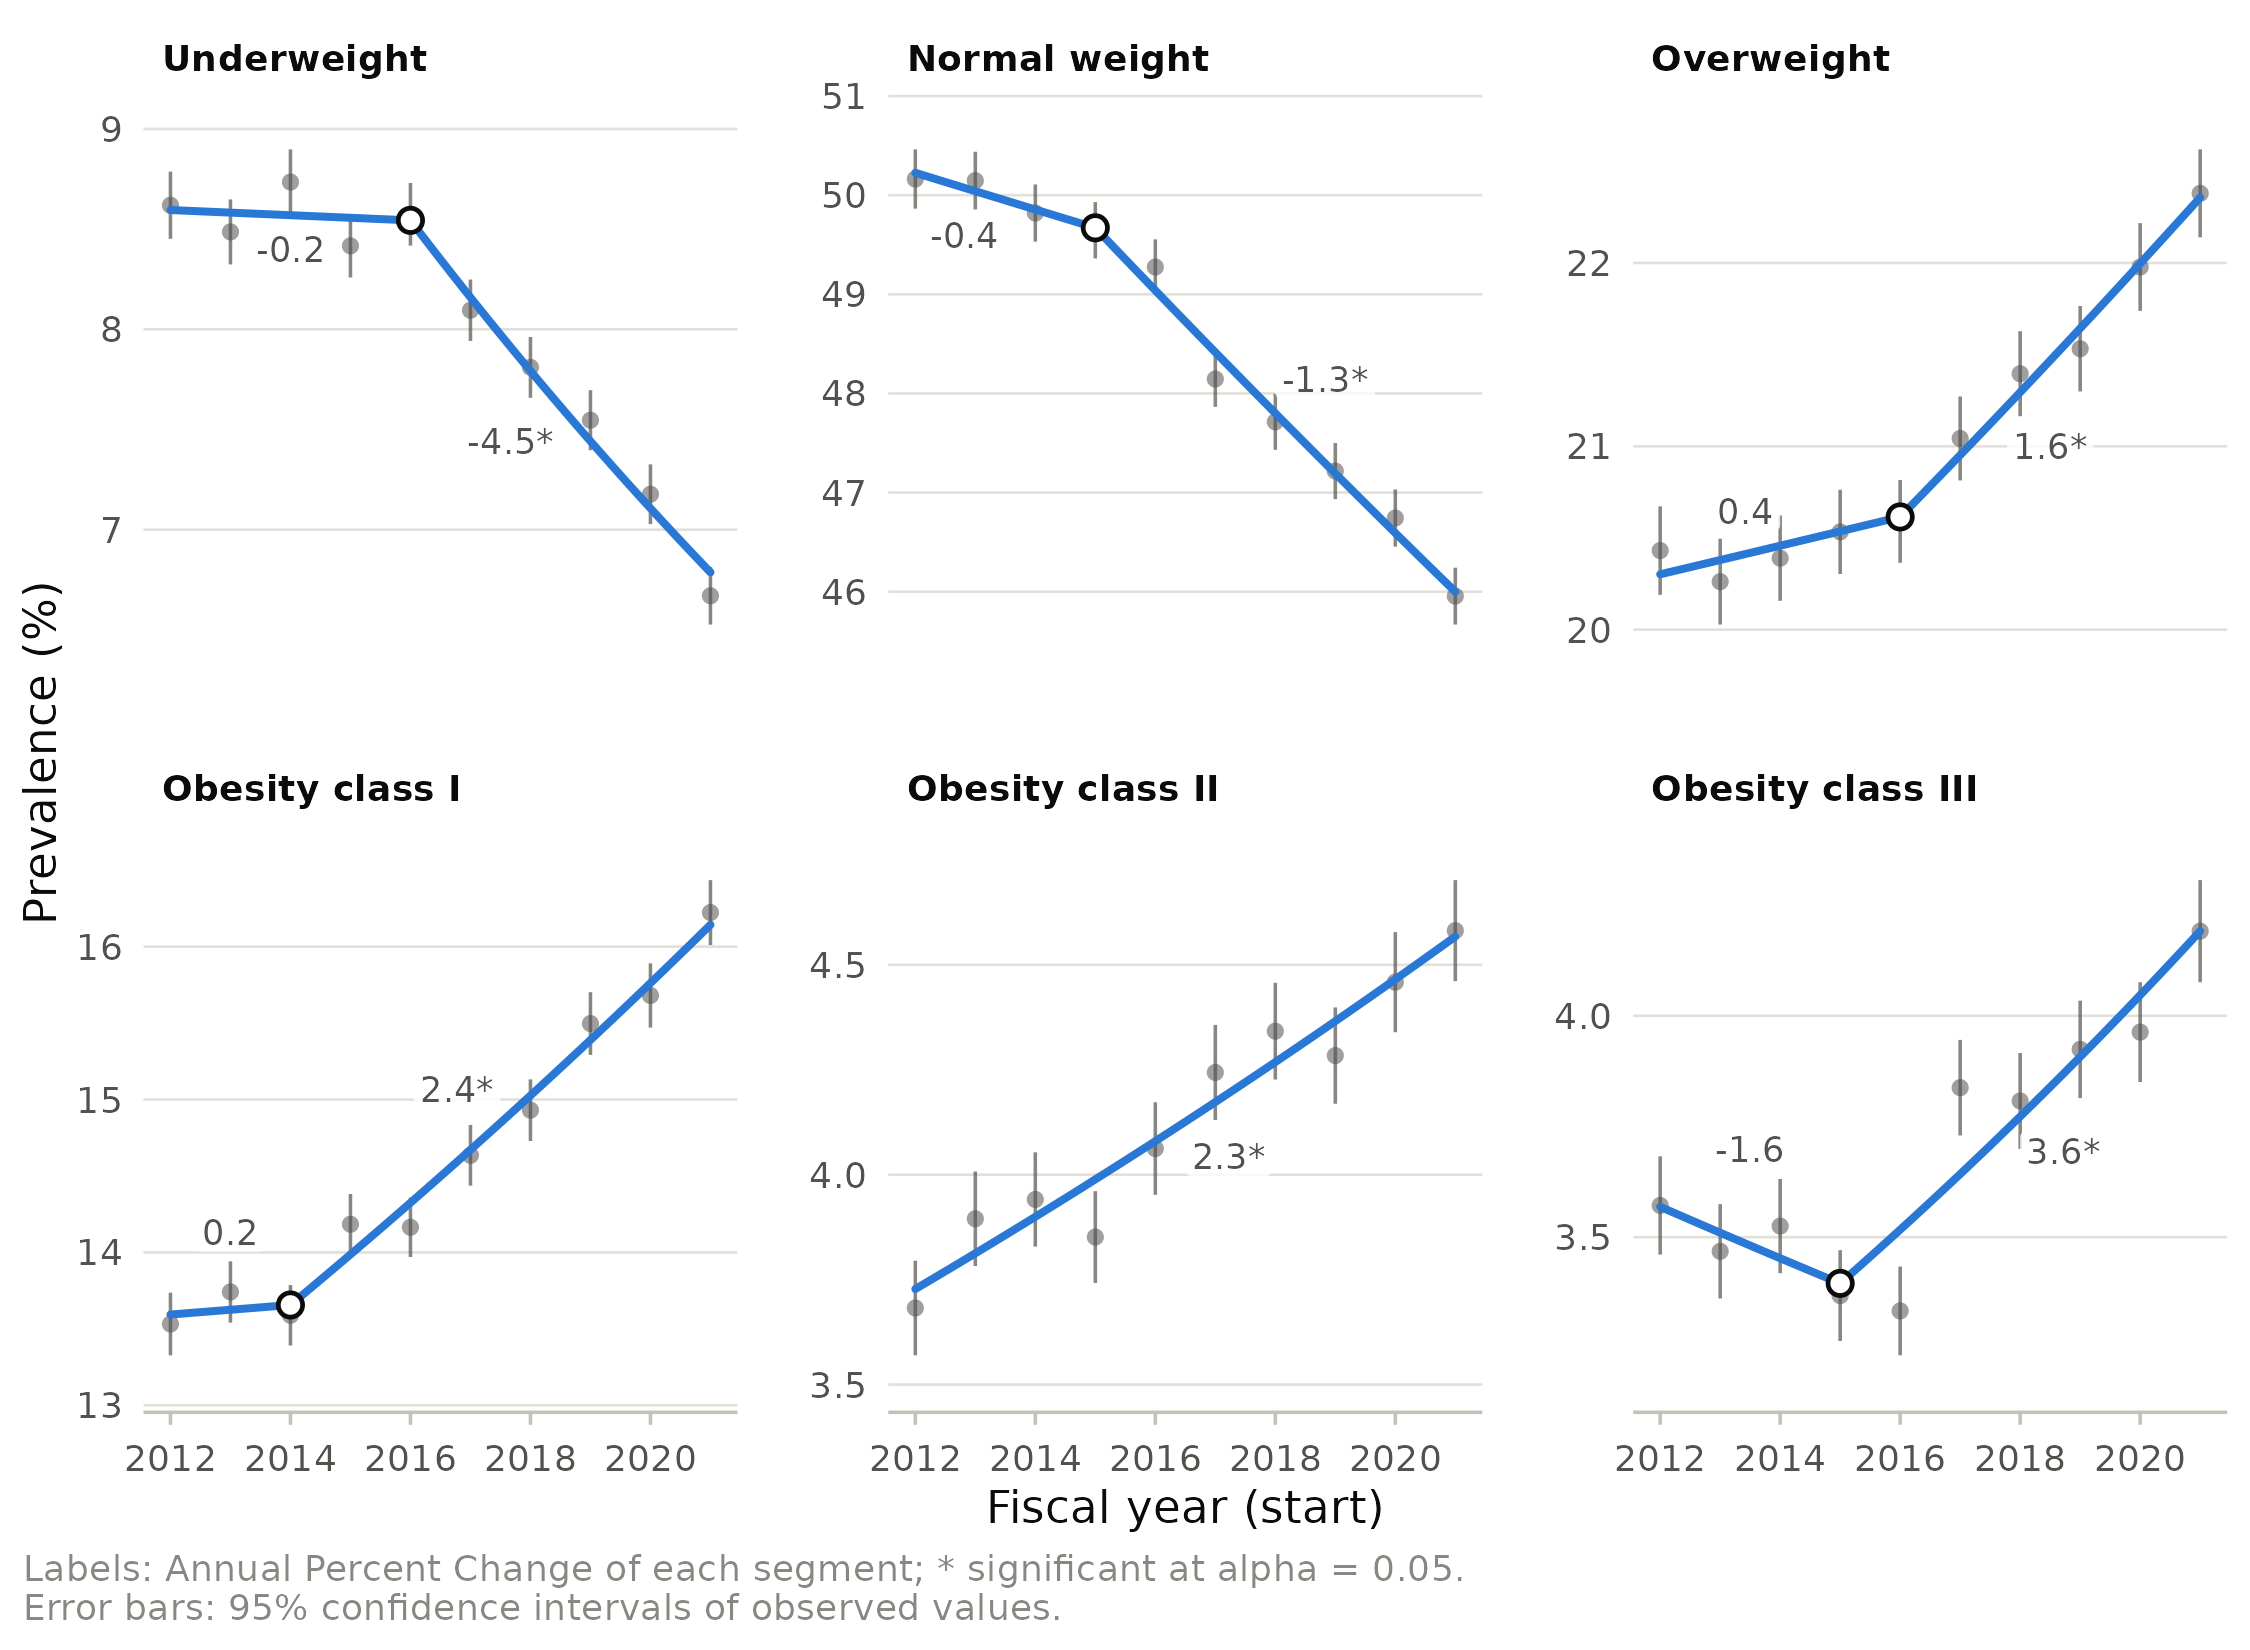 Underweight
Normal weight
Overweight
9
8
7
-0.2
-4.5*
51
50
49
48
47
46
-0.4
-1.3*
22
21
20
0.4
1.6*
Prevalence (%)
Obesity class I
Obesity class II
Obesity class III
16
15
14
13
0.2
2.4*
4.5
4.0
3.5
2.3*
4.0
3.5
-1.6
3.6*
2012 2014 2016 2018 2020
2012 2014 2016 2018 2020
2012 2014 2016 2018 2020
Fiscal year (start)
Labels: Annual Percent Change of each segment; * significant at alpha = 0.05.
Error bars: 95% confidence intervals of observed values.